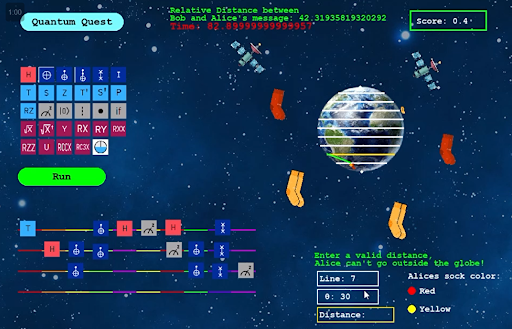 1:00
Quantum Quest
Relative Distance between
Bob and Alice's message: 42.31935819320292
Time: 82.89999999999957
Score: 0.4
H I
T S Z T† S† P
RZ |0⟩ if
√X √X† Y RX RY RXX
RZZ U RCCX RC3X
Run
T H H
H
Enter a valid distance,
Alice can't go outside the globe!
Line: 7
θ: 30
Distance:
Alices sock color:
Red
Yellow